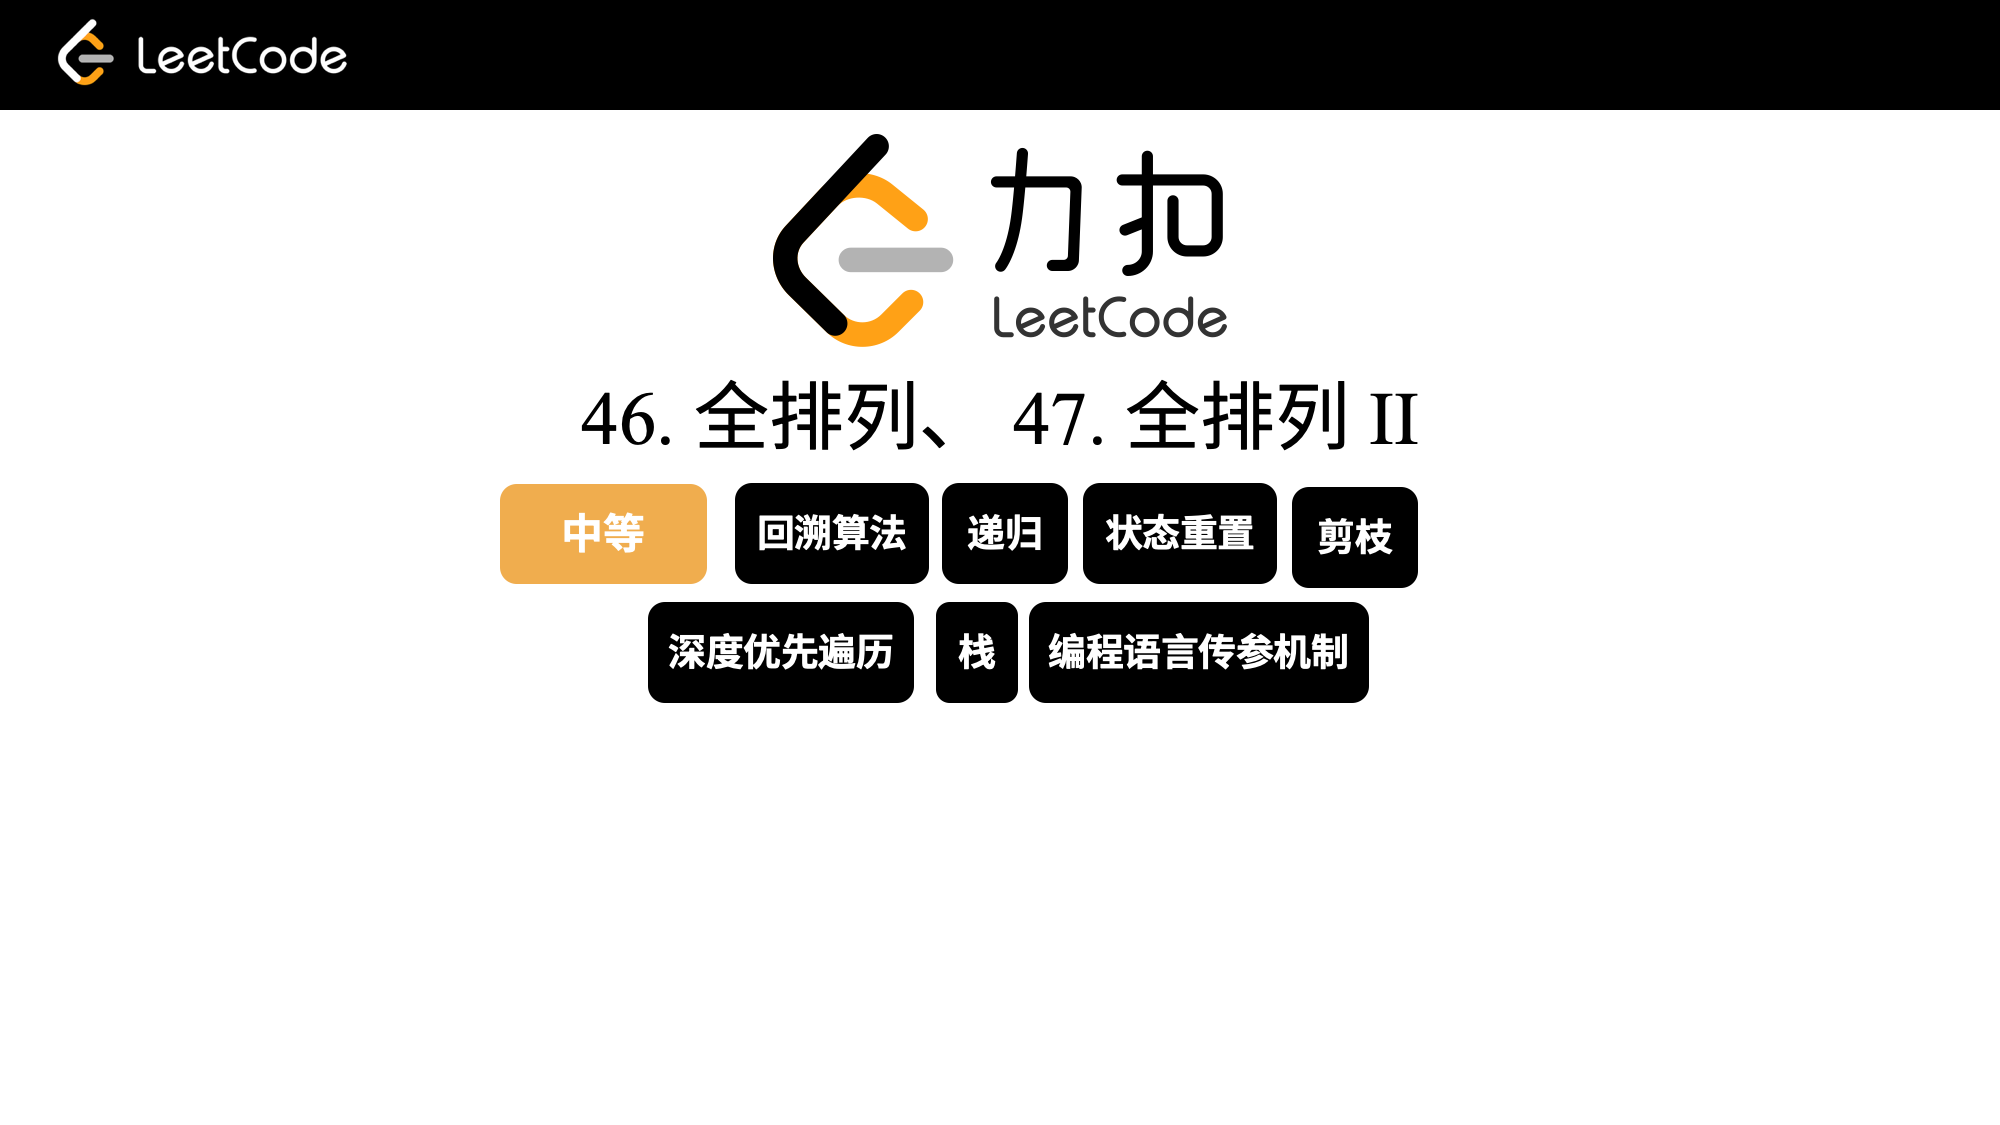 LeetCode
力扣
LeetCode
46. 全排列、 47. 全排列 II
中等 回溯算法 递归 状态重置 剪枝
深度优先遍历 栈 编程语言传参机制